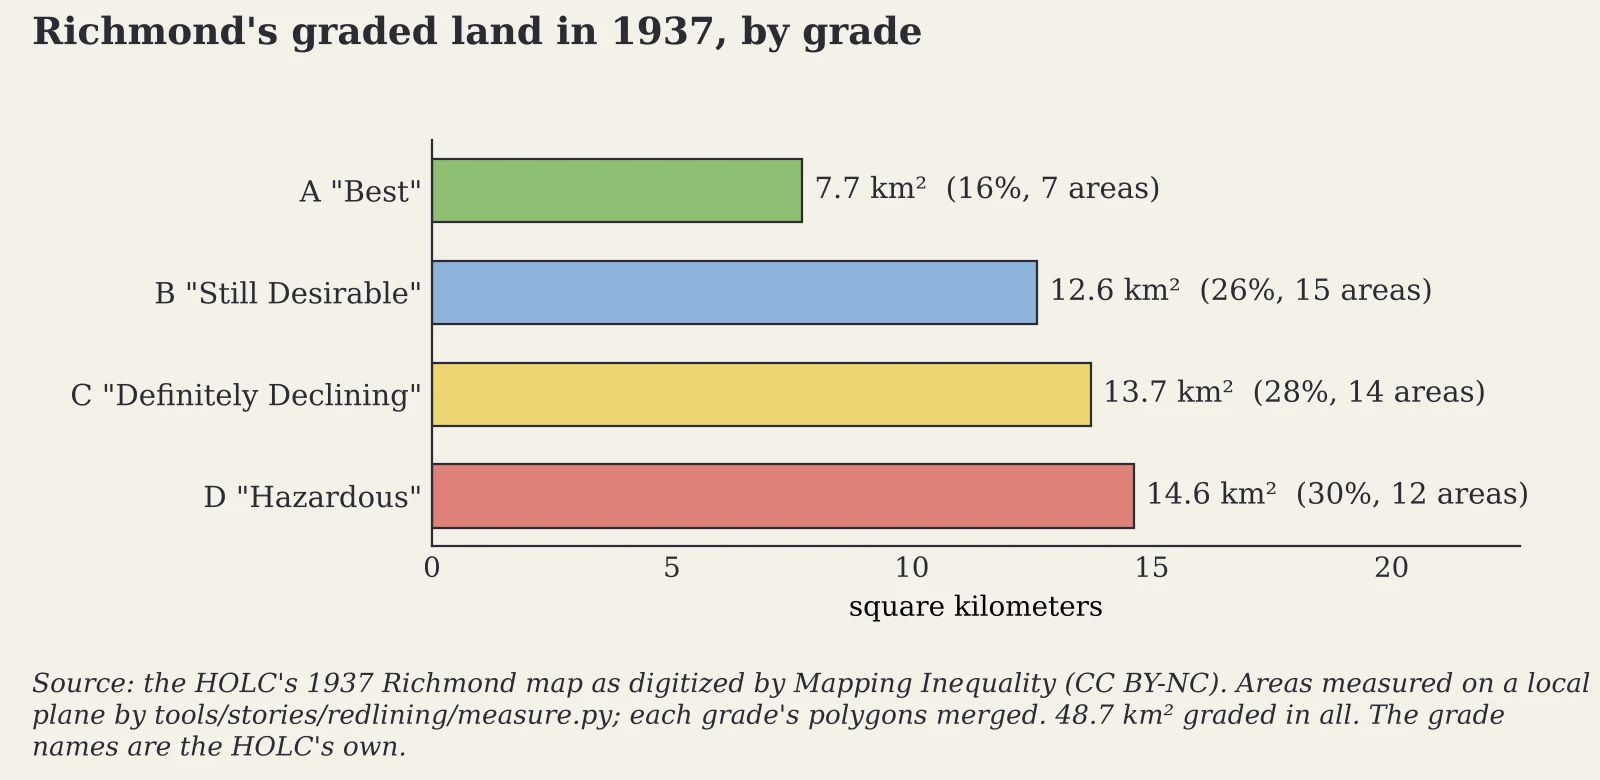 Richmond's graded land in 1937, by grade
A "Best"
7.7 km² (16%, 7 areas)
B "Still Desirable"
12.6 km² (26%, 15 areas)
C "Definitely Declining"
13.7 km² (28%, 14 areas)
D "Hazardous"
14.6 km² (30%, 12 areas)
0 5 10 15 20
square kilometers
Source: the HOLC's 1937 Richmond map as digitized by Mapping Inequality (CC BY-NC). Areas measured on a local
plane by tools/stories/redlining/measure.py; each grade's polygons merged. 48.7 km² graded in all. The grade
names are the HOLC's own.